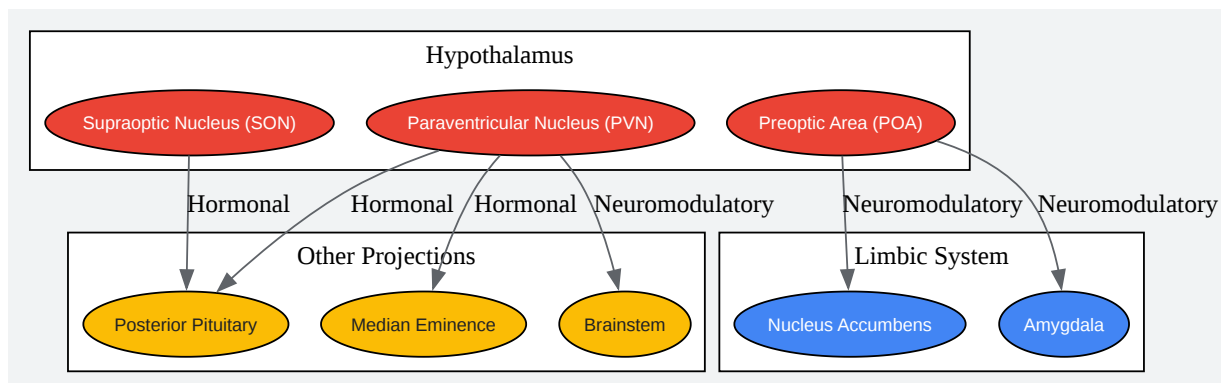 Hypothalamus
Supraoptic Nucleus (SON)
Paraventricular Nucleus (PVN)
Preoptic Area (POA)
Hormonal
Hormonal
Hormonal
Neuromodulatory
Neuromodulatory
Neuromodulatory
Other Projections
Limbic System
Posterior Pituitary
Median Eminence
Brainstem
Nucleus Accumbens
Amygdala